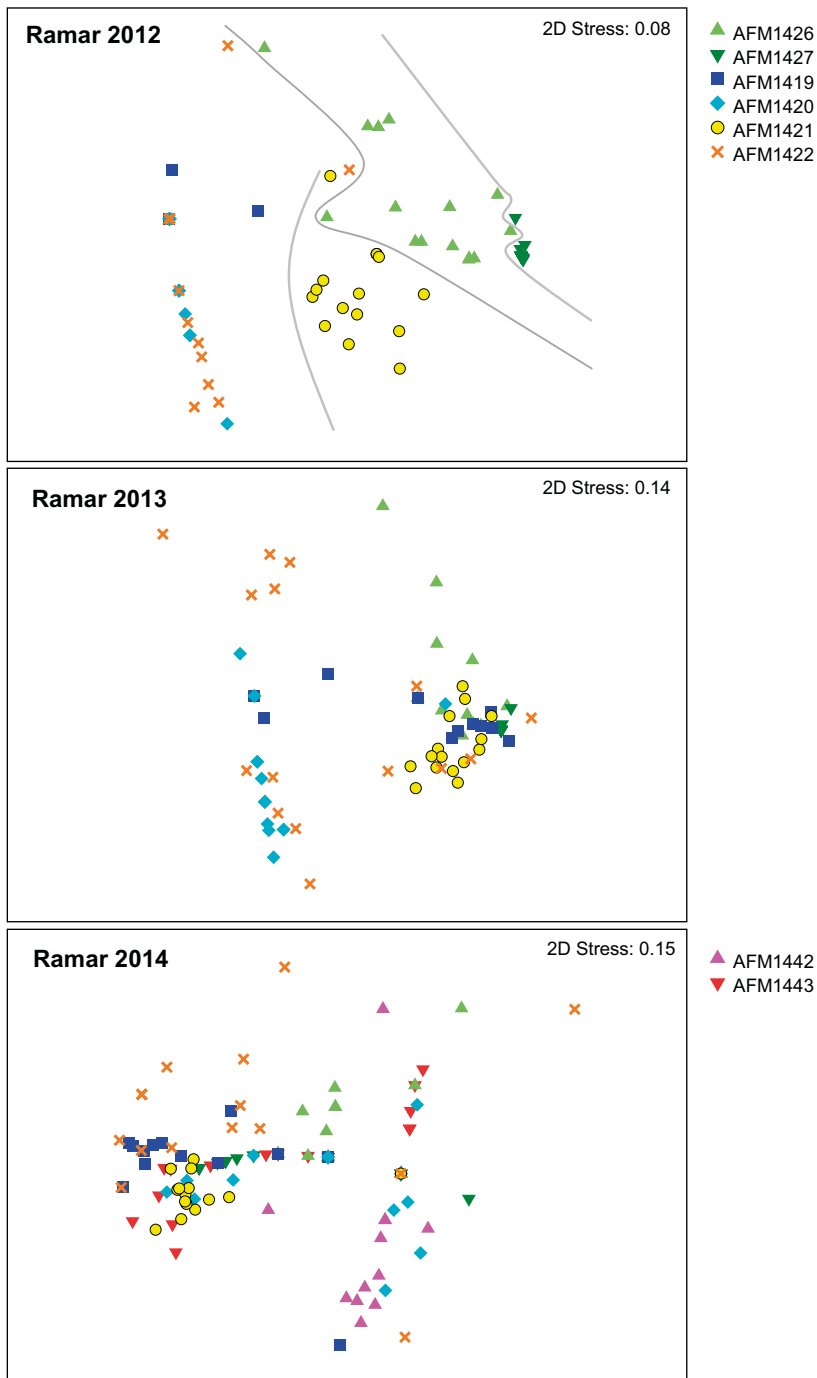 Ramar 2012
2D Stress: 0.08
AFM1426
AFM1427
AFM1419
AFM1420
AFM1421
AFM1422
Ramar 2013
2D Stress: 0.14
Ramar 2014
2D Stress: 0.15
AFM1442
AFM1443